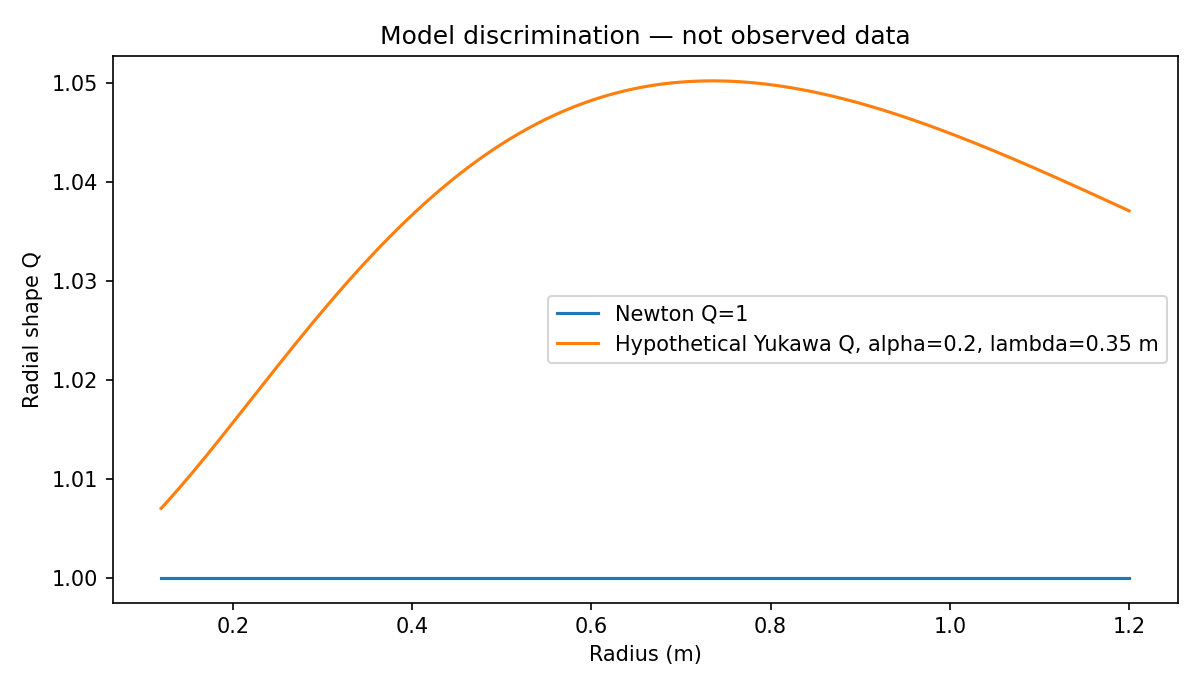 Model discrimination — not observed data
Radial shape Q
1.05
1.04
1.03
1.02
1.01
1.00
Newton Q=1
Hypothetical Yukawa Q, alpha=0.2, lambda=0.35 m
0.2 0.4 0.6 0.8 1.0 1.2
Radius (m)